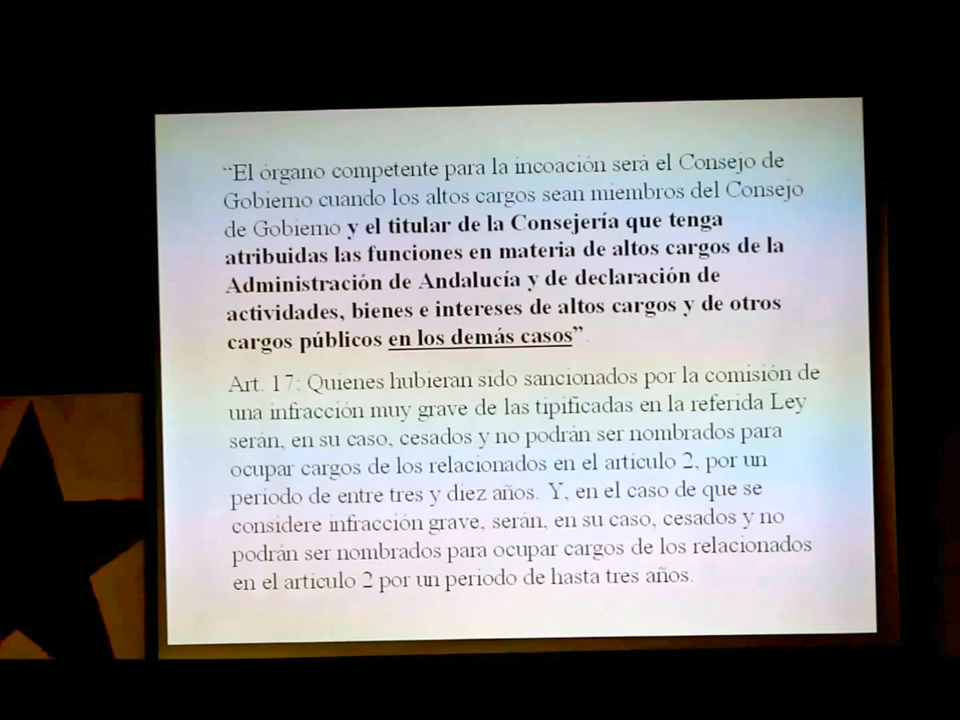 “El órgano competente para la incoación será el Consejo de
Gobierno cuando los altos cargos sean miembros del Consejo
de Gobierno y el titular de la Consejería que tenga
atribuidas las funciones en materia de altos cargos de la
Administración de Andalucía y de declaración de
actividades, bienes e intereses de altos cargos y de otros
cargos públicos en los demás casos”.
Art. 17: Quienes hubieran sido sancionados por la comisión de
una infracción muy grave de las tipificadas en la referida Ley
serán, en su caso, cesados y no podrán ser nombrados para
ocupar cargos de los relacionados en el articulo 2, por un
periodo de entre tres y diez años. Y, en el caso de que se
considere infracción grave, serán, en su caso, cesados y no
podrán ser nombrados para ocupar cargos de los relacionados
en el articulo 2 por un periodo de hasta tres años.